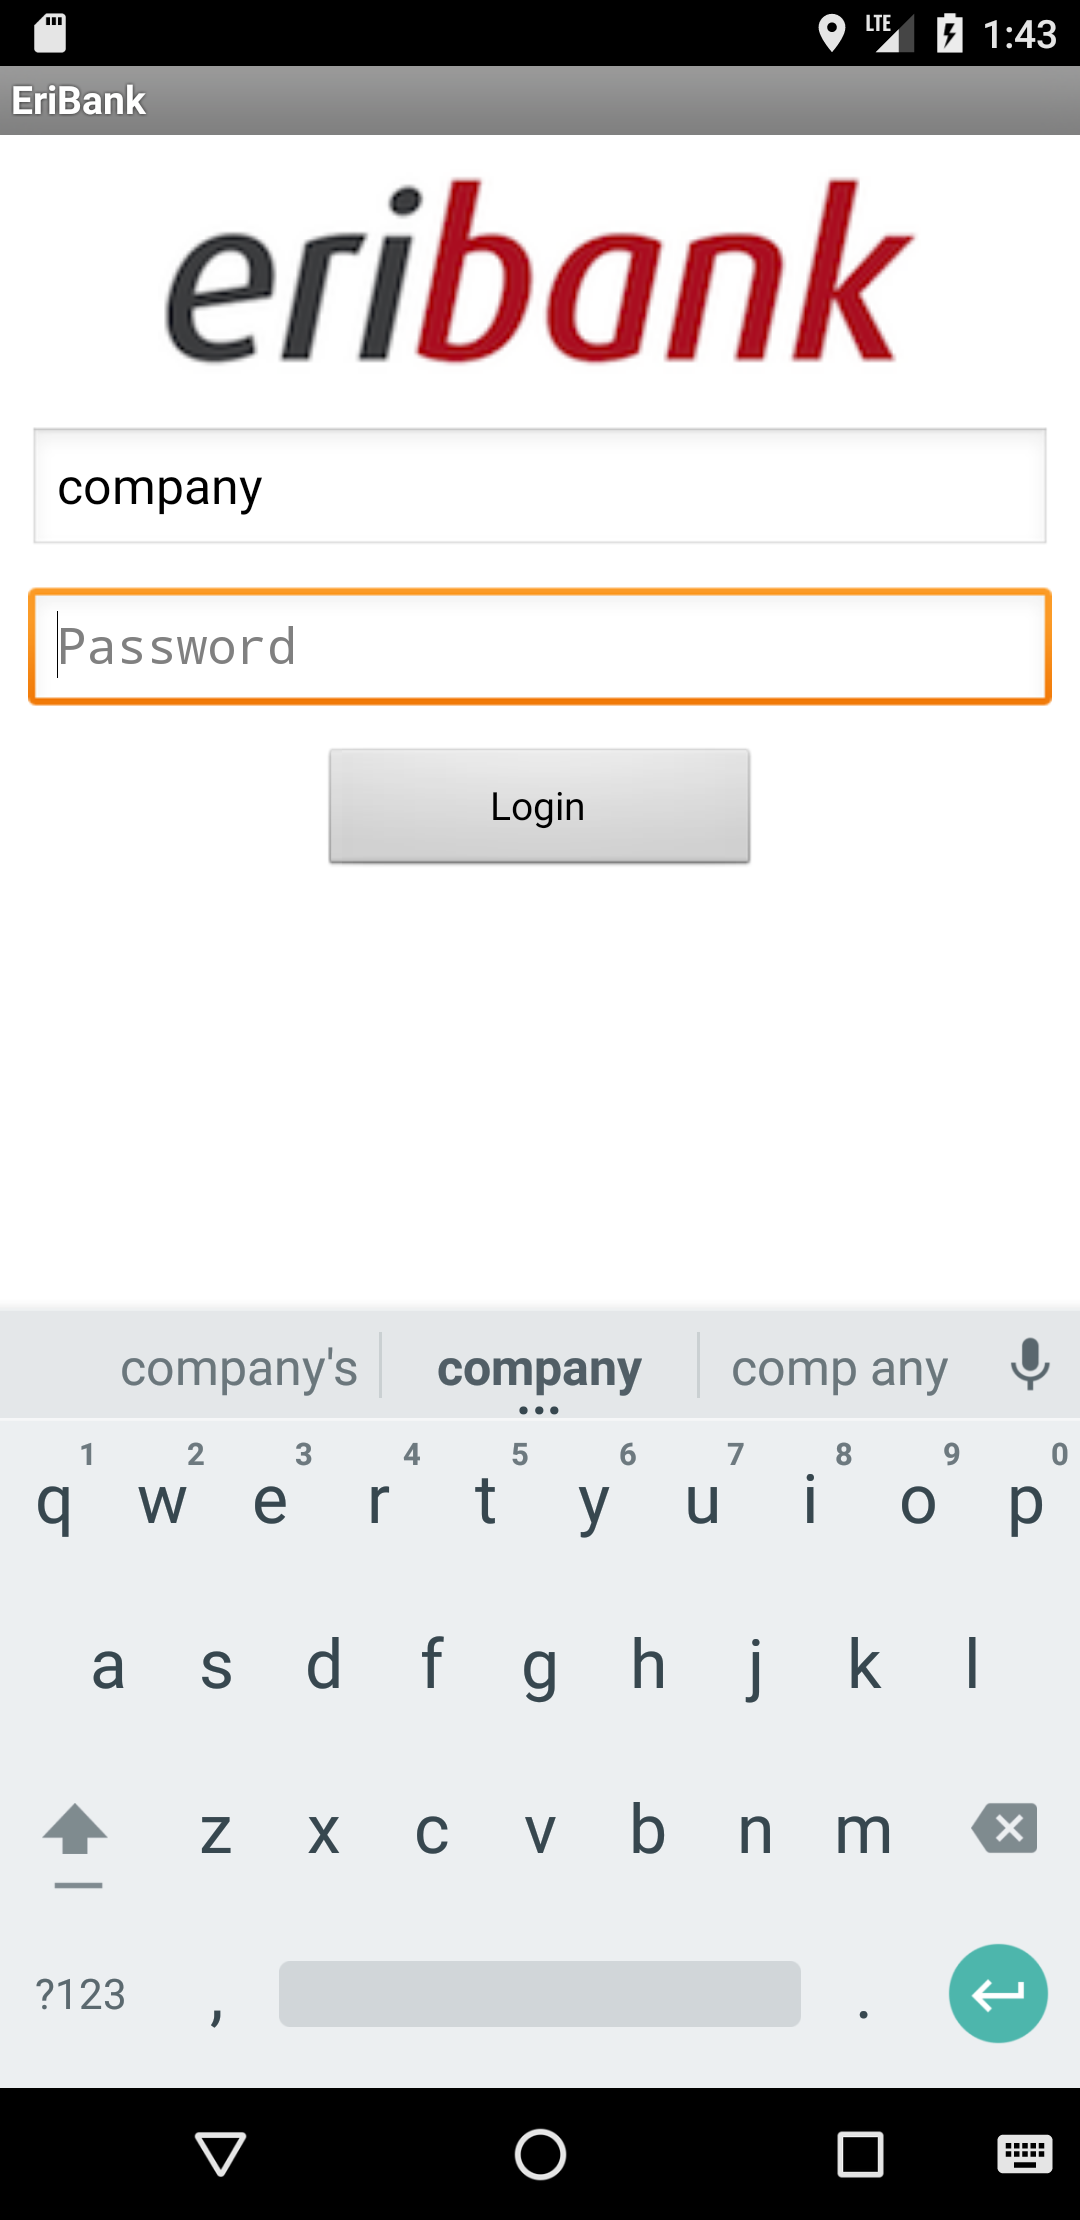 LTE 1:43
EriBank
eribank
company
Password
Login
company's company comp any
1 2 3 4 5 6 7 8 9 0
q w e r t y u i o p
a s d f g h j k l
z x c v b n m
?123 , .